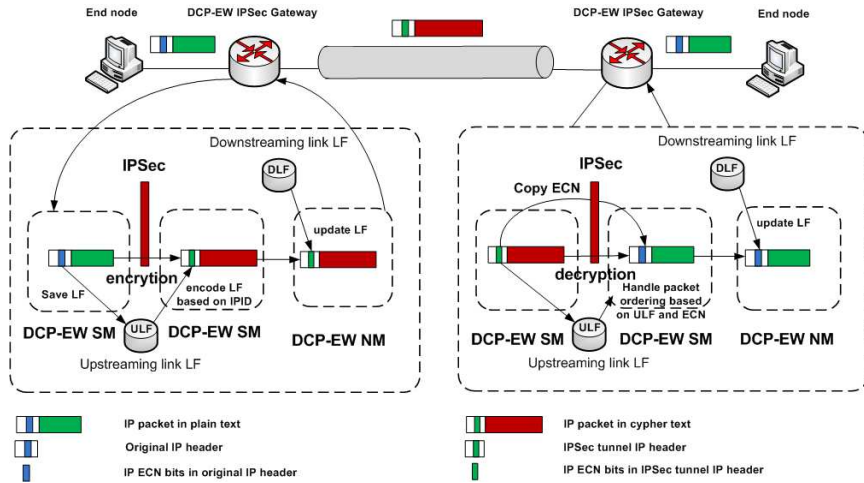 DCP-EW IPSec Gateway
DCP-EW IPSec Gateway
End node
End node
Downstreaming link LF
Downstreaming link LF
IPSec
IPSec
DLF
DLF
Copy ECN
update LF
update LF
encrytion
decryption
Save LF
encode LF
based on IPID
Handle packet
ordering based
on ULF and ECN
DCP-EW SM
ULF
DCP-EW SM
DCP-EW NM
DCP-EW SM
ULF
DCP-EW SM
DCP-EW NM
Upstreaming link LF
Upstreaming link LF
IP packet in plain text
IP packet in cypher text
Original IP header
IPSec tunnel IP header
IP ECN bits in original IP header
IP ECN bits in IPSec tunnel IP header